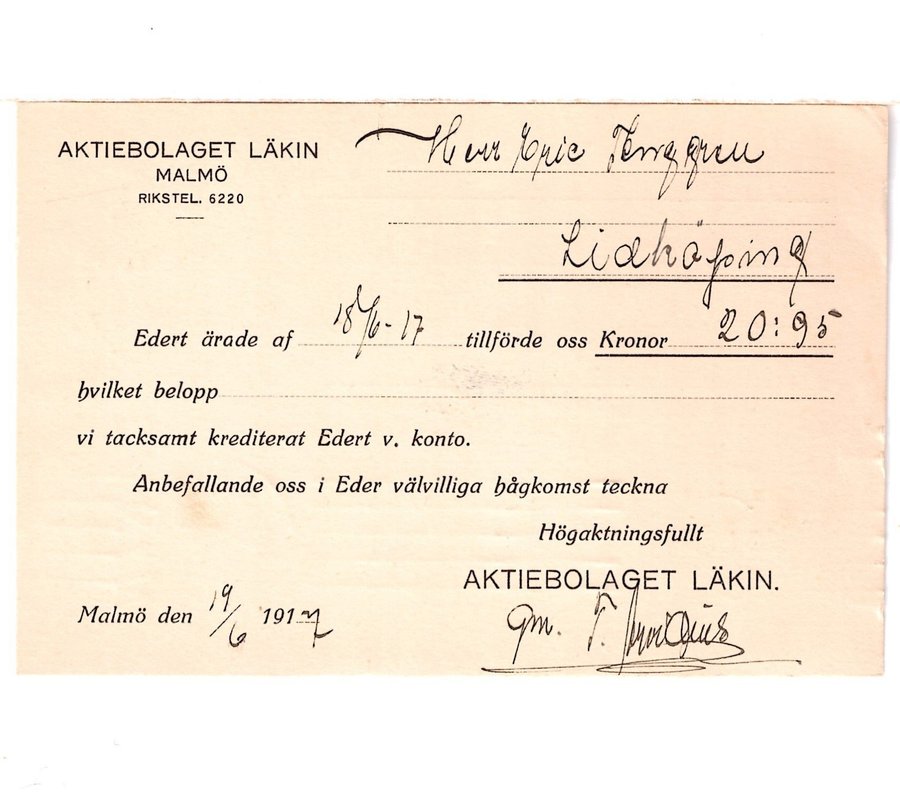 AKTIEBOLAGET LÄKIN
MALMÖ
RIKSTEL. 6220
Herr Eric Tenggren
Lidköping
Edert ärade af 18/6-17 tillförde oss Kronor 20:95
hvilket belopp
vi tacksamt krediterat Edert v. konto.
Anbefallande oss i Eder välvilliga hågkomst teckna
Högaktningsfullt
AKTIEBOLAGET LÄKIN.
Malmö den 19/6 1917
gm. F.